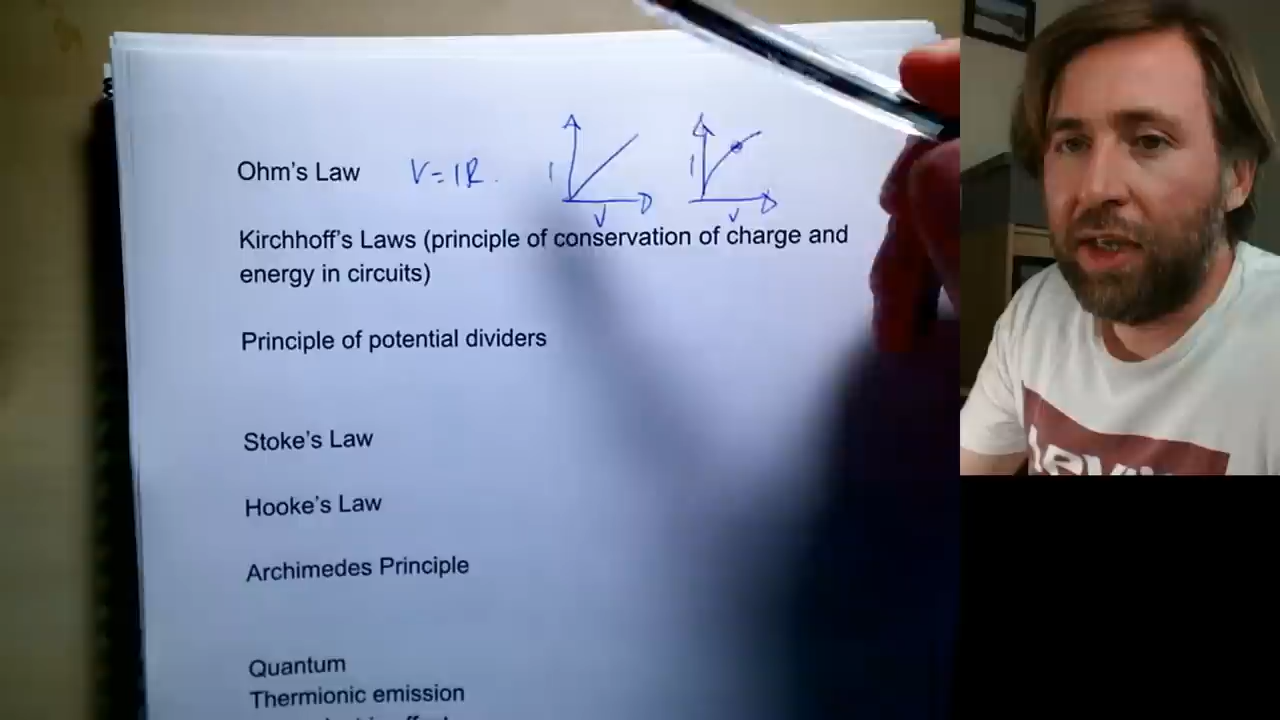 Ohm's Law V = IR.
I V I V
Kirchhoff's Laws (principle of conservation of charge and
energy in circuits)
Principle of potential dividers
Stoke's Law
Hooke's Law
Archimedes Principle
Quantum
Thermionic emission